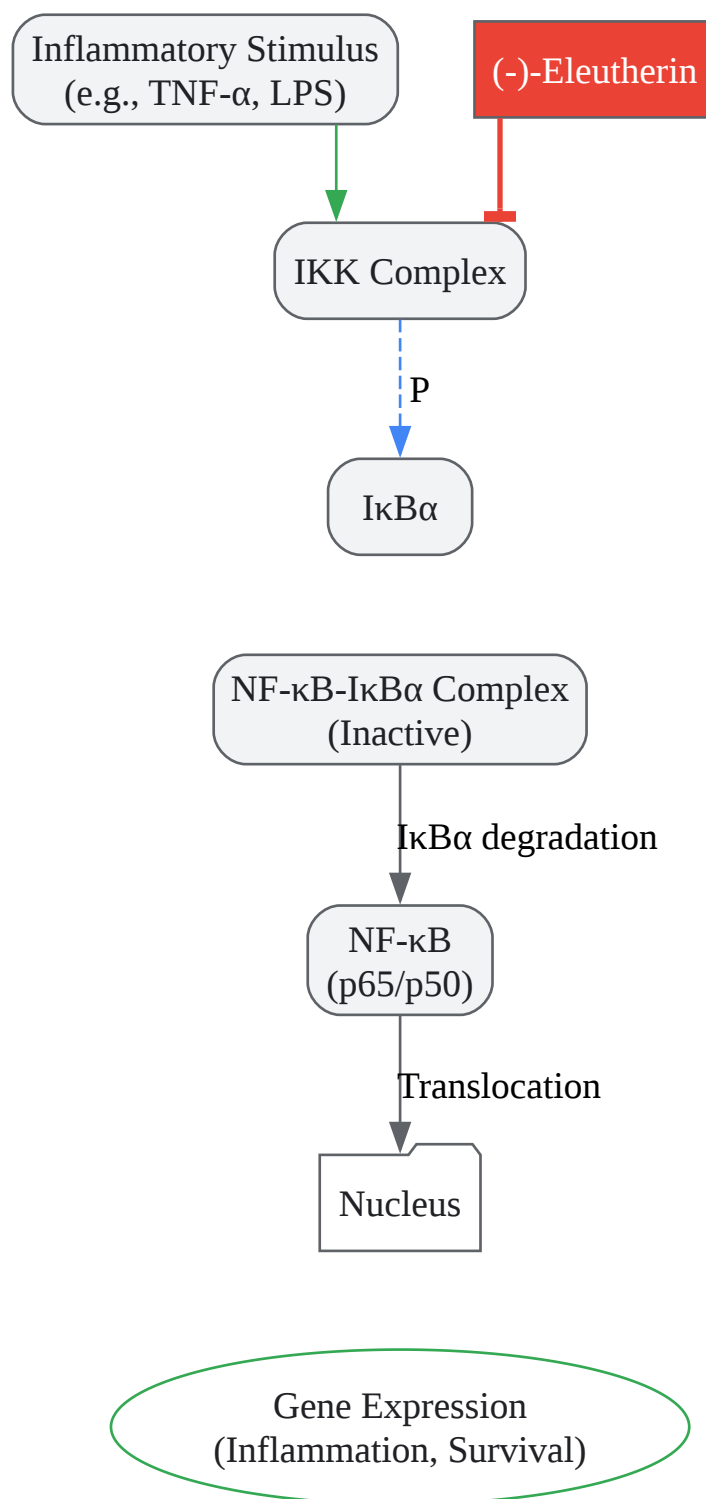 Inflammatory Stimulus
(e.g., TNF-α, LPS)
(-)-Eleutherin
IKK Complex
P
IκBα
NF-κB-IκBα Complex
(Inactive)
IκBα degradation
NF-κB
(p65/p50)
Translocation
Nucleus
Gene Expression
(Inflammation, Survival)